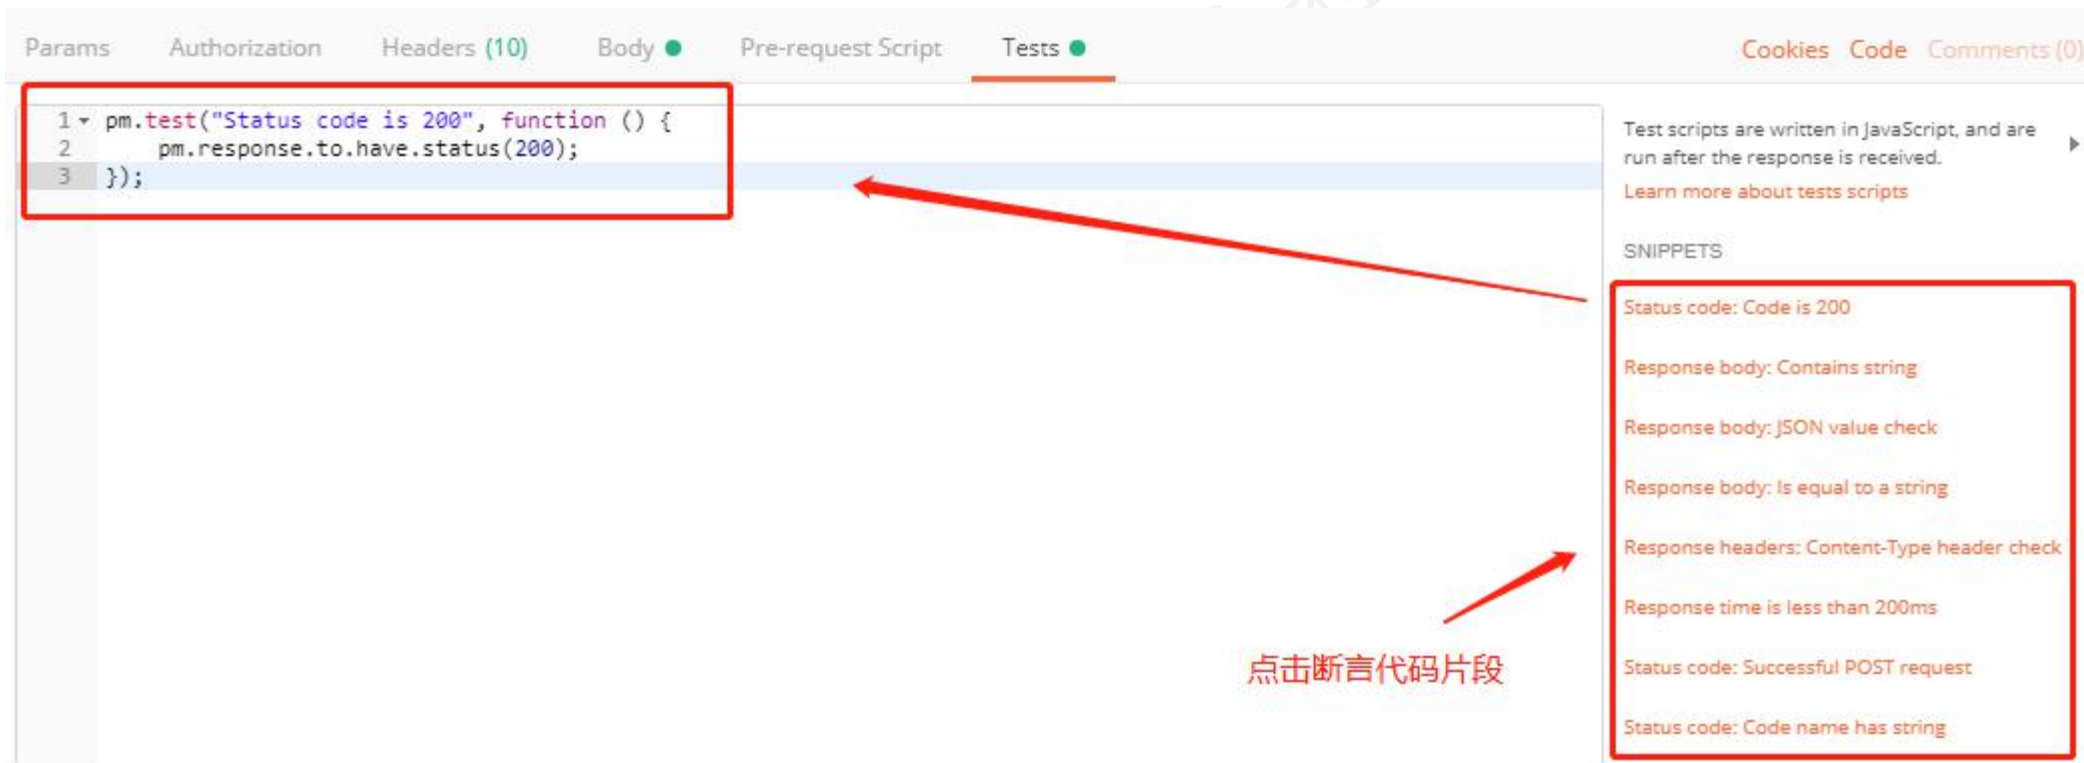 Params Authorization Headers (10) Body Pre-request Script Tests Cookies Code Comments (0)
1 pm.test("Status code is 200", function () {
2 pm.response.to.have.status(200);
3 });
Test scripts are written in JavaScript, and are
run after the response is received.
Learn more about tests scripts
SNIPPETS
Status code: Code is 200
Response body: Contains string
Response body: JSON value check
Response body: Is equal to a string
Response headers: Content-Type header check
Response time is less than 200ms
点击断言代码片段
Status code: Successful POST request
Status code: Code name has string